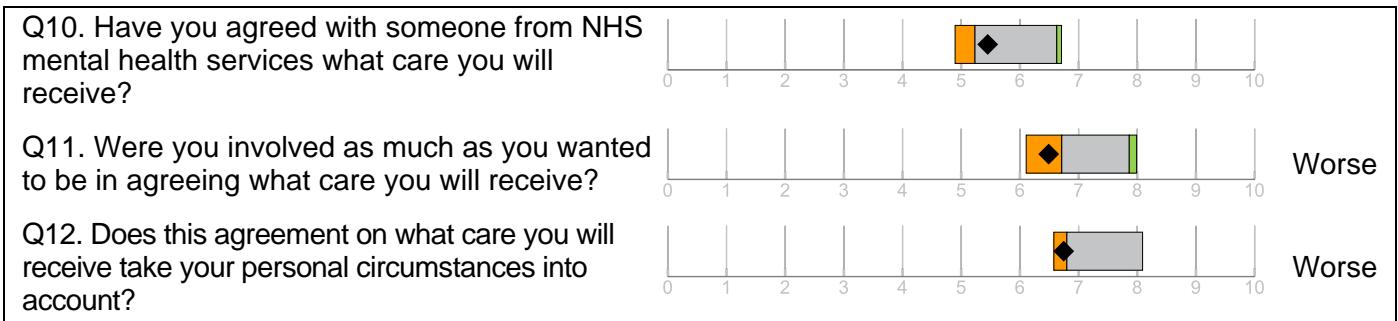 Q10. Have you agreed with someone from NHS
mental health services what care you will
receive?
0 1 2 3 4 5 6 7 8 9 10
Q11. Were you involved as much as you wanted
to be in agreeing what care you will receive?
Worse
0 1 2 3 4 5 6 7 8 9 10
Q12. Does this agreement on what care you will
receive take your personal circumstances into
account?
Worse
0 1 2 3 4 5 6 7 8 9 10